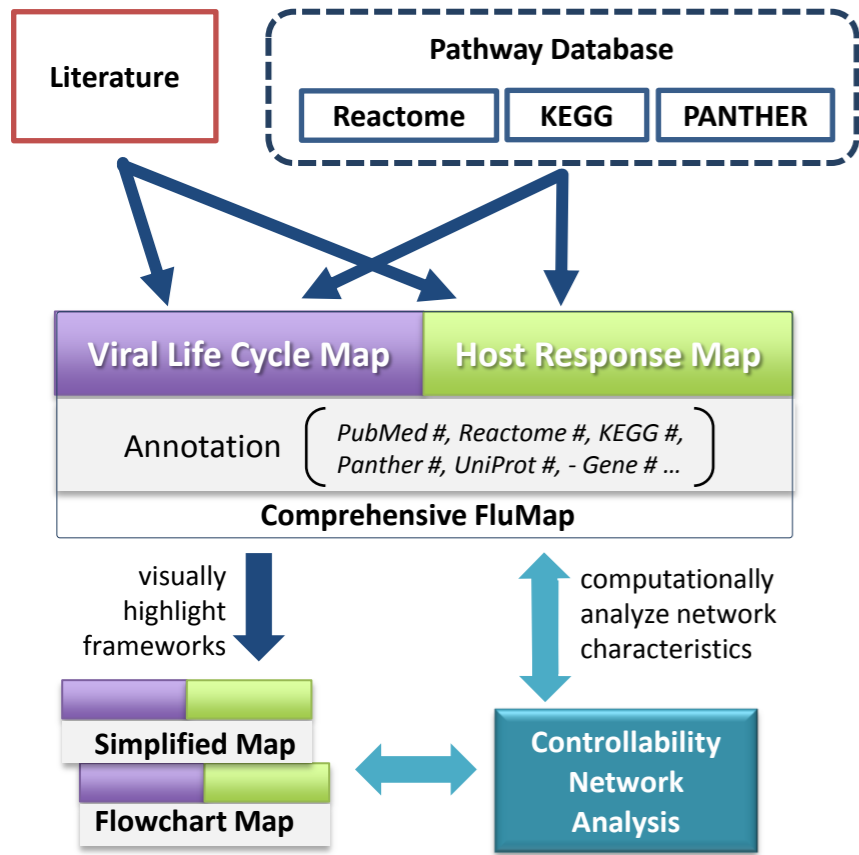 Literature
Pathway Database
Reactome
KEGG
PANTHER
Viral Life Cycle Map
Host Response Map
Annotation
PubMed #, Reactome #, KEGG #,
Panther #, UniProt #, - Gene # ...
Comprehensive FluMap
visually
highlight
frameworks
computationally
analyze network
characteristics
Simplified Map
Flowchart Map
Controllability
Network
Analysis